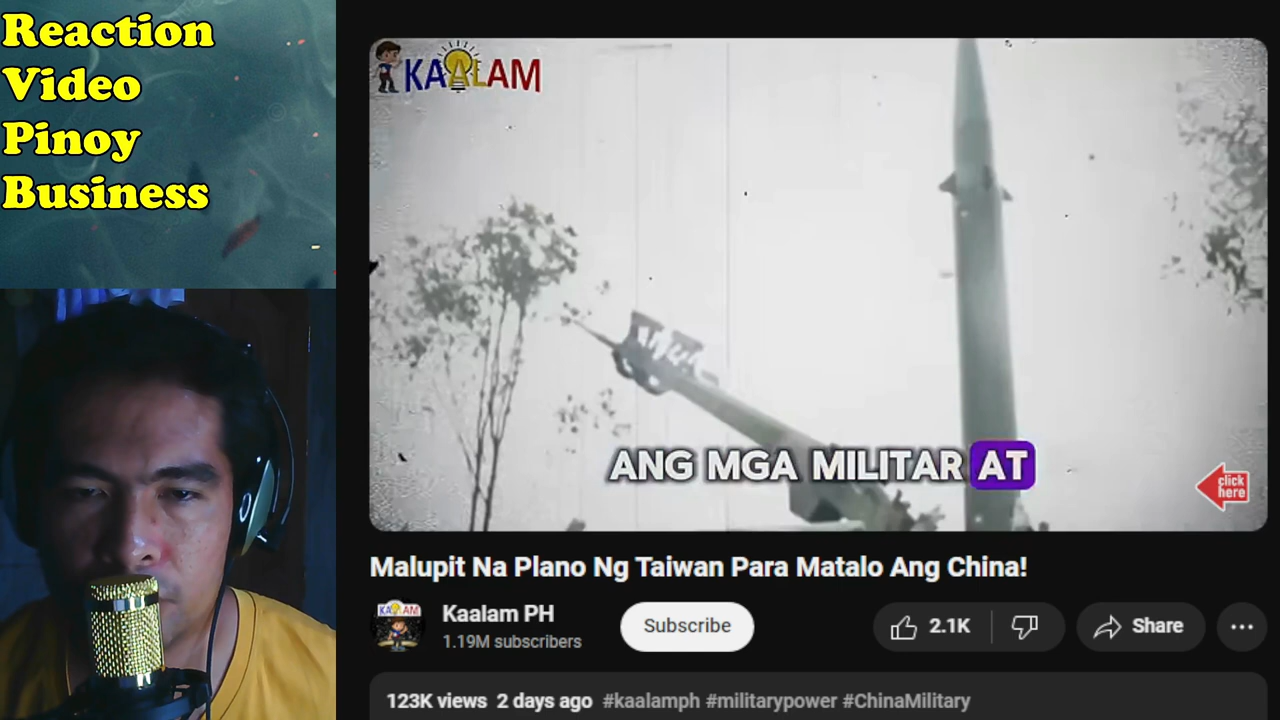 Reaction
Video
Pinoy
Business
KAALAM
ANG MGA MILITAR AT
click
here
Malupit Na Plano Ng Taiwan Para Matalo Ang China!
KAALAM
Kaalam PH
1.19M subscribers
Subscribe
2.1K
Share
123K views 2 days ago #kaalamph #militarypower #ChinaMilitary